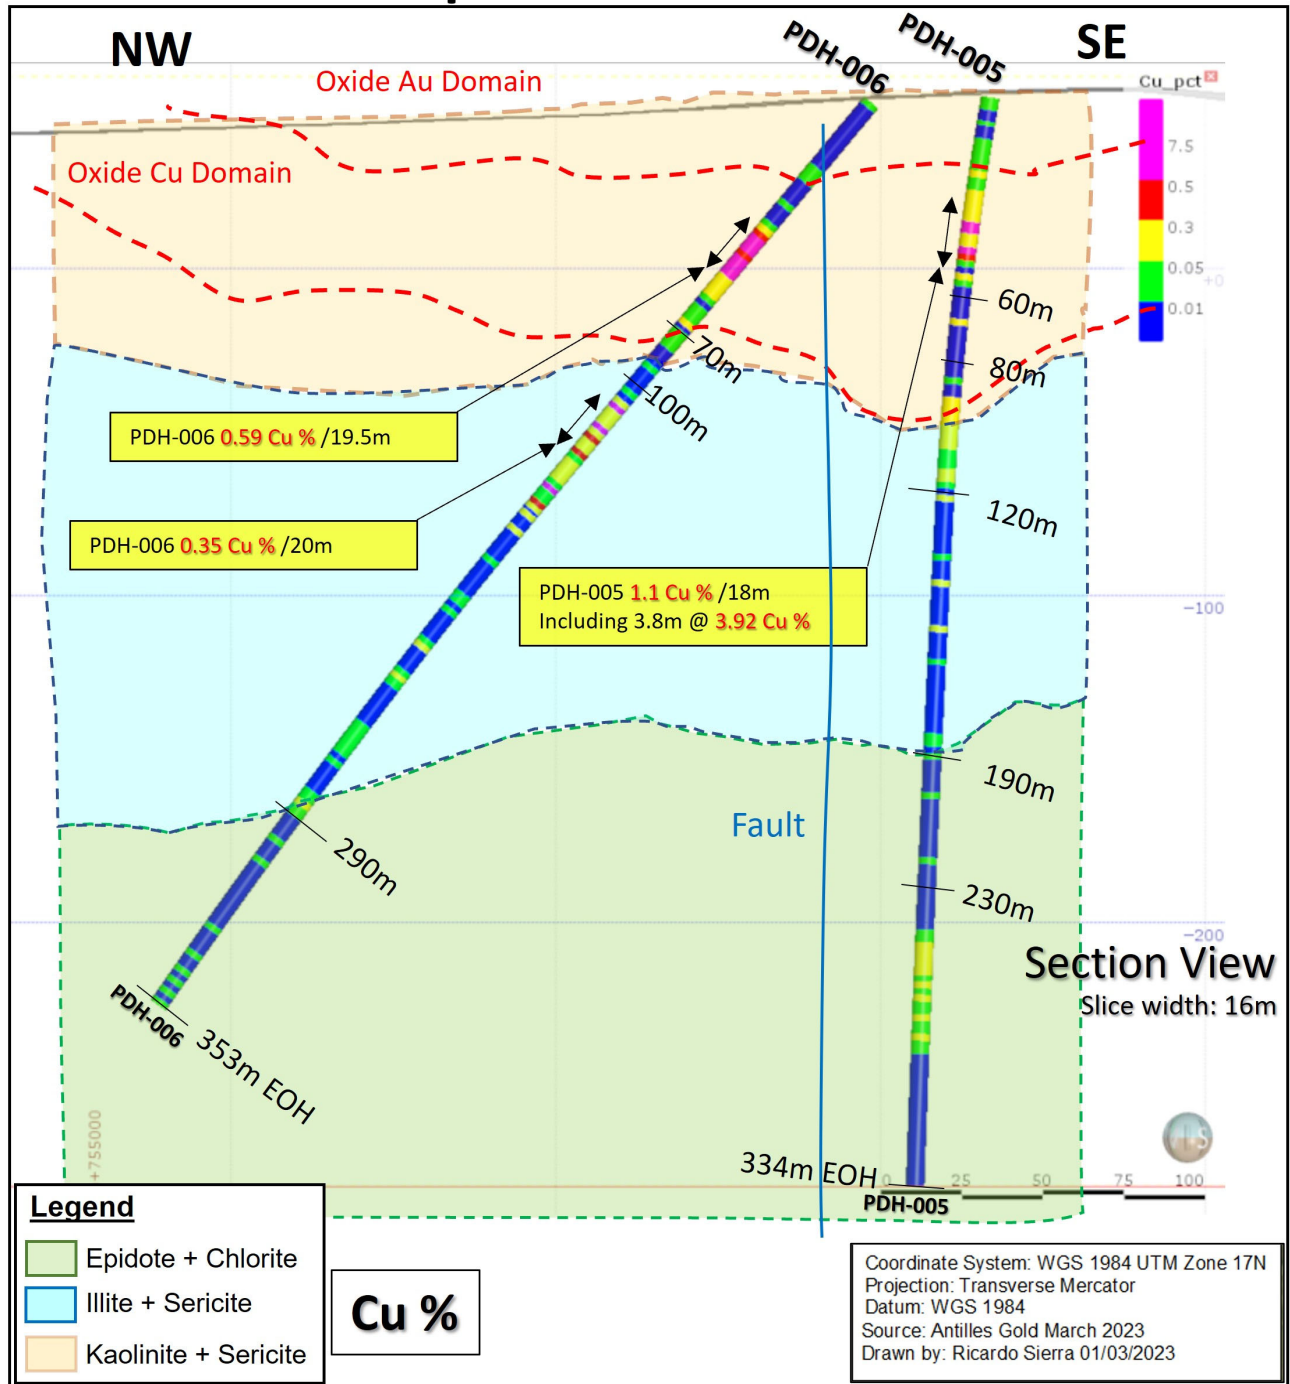 NW
PDH-006
PDH-005
SE
Oxide Au Domain
Cu_pct
Oxide Cu Domain
7.5
0.5
0.3
0.05
0.01
+0
60m
70m
80m
100m
PDH-006 0.59 Cu % /19.5m
120m
PDH-006 0.35 Cu % /20m
PDH-005 1.1 Cu % /18m
Including 3.8m @ 3.92 Cu %
−100
190m
Fault
290m
230m
−200
Section View
Slice width: 16m
PDH-006
353m EOH
+755000
334m EOH
0 25 50 75 100
PDH-005
Legend
Epidote + Chlorite
Illite + Sericite
Kaolinite + Sericite
Cu %
Coordinate System: WGS 1984 UTM Zone 17N
Projection: Transverse Mercator
Datum: WGS 1984
Source: Antilles Gold March 2023
Drawn by: Ricardo Sierra 01/03/2023